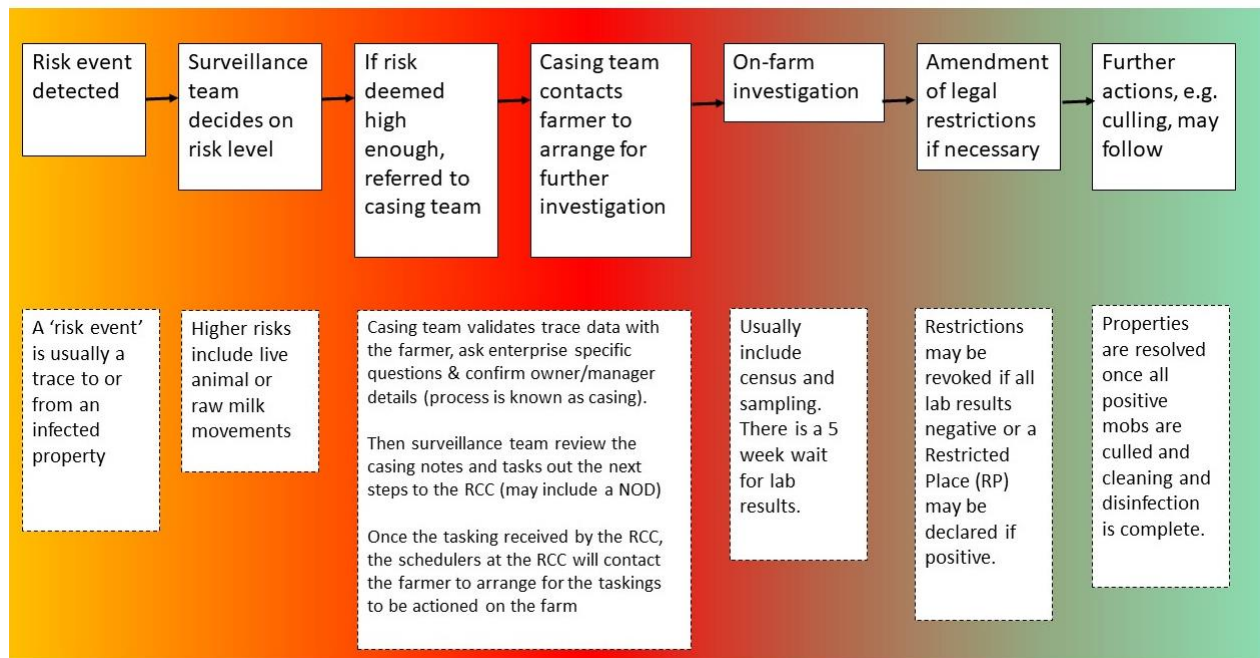 Risk event
detected
Surveillance
team
decides on
risk level
If risk
deemed
high
enough,
referred to
casing team
Casing team
contacts
farmer to
arrange for
further
investigation
On-farm
investigation
Amendment
of legal
restrictions
if necessary
Further
actions, e.g.
culling, may
follow
A ‘risk event’
is usually a
trace to or
from an
infected
property
Higher risks
include live
animal or
raw milk
movements
Casing team validates trace data with
the farmer, ask enterprise specific
questions & confirm owner/manager
details (process is known as casing).
Then surveillance team review the
casing notes and tasks out the next
steps to the RCC (may include a NOD)
Once the tasking received by the RCC,
the schedulers at the RCC will contact
the farmer to arrange for the taskings
to be actioned on the farm
Usually
include
census and
sampling.
There is a 5
week wait
for lab
results.
Restrictions
may be
revoked if all
lab results
negative or a
Restricted
Place (RP)
may be
declared if
positive.
Properties
are resolved
once all
positive
mobs are
culled and
cleaning and
disinfection
is complete.